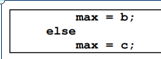 max = b;
else
max = c;